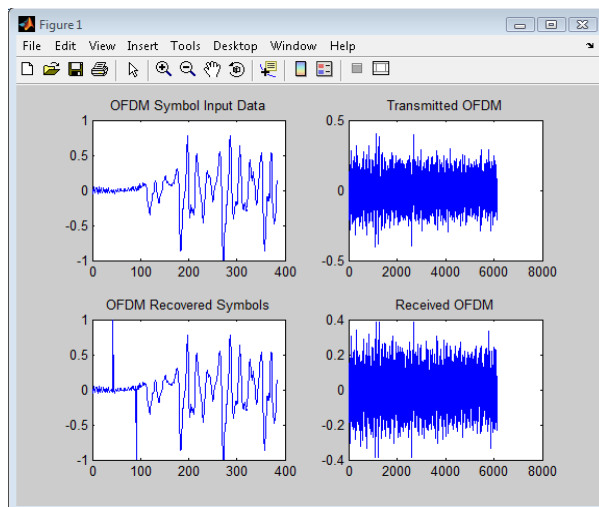 Figure 1
File Edit View Insert Tools Desktop Window Help
OFDM Symbol Input Data
1
0.5
0
-0.5
-1
0 100 200 300 400
Transmitted OFDM
0.5
0
-0.5
0 2000 4000 6000 8000
OFDM Recovered Symbols
1
0.5
0
-0.5
-1
0 100 200 300 400
Received OFDM
0.4
0.2
0
-0.2
-0.4
0 2000 4000 6000 8000